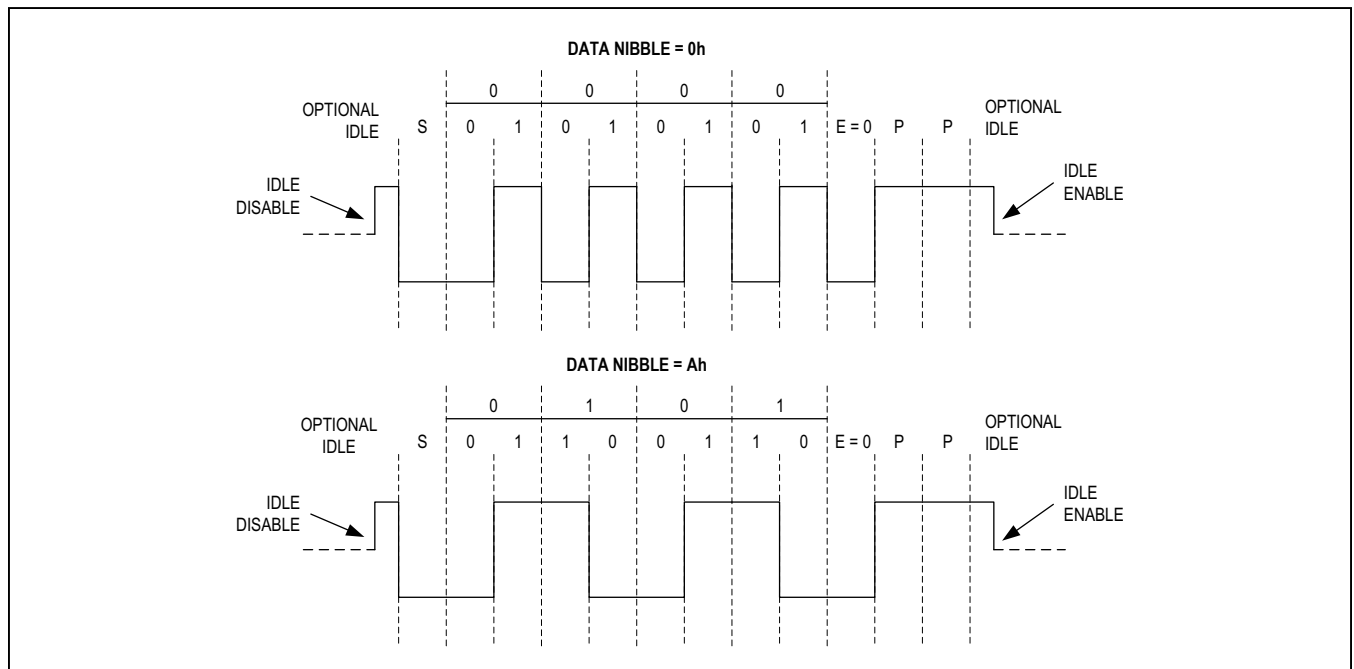 DATA NIBBLE = 0h
0 0 0 0
OPTIONAL IDLE
S 0 1 0 1 0 1 0 1 E = 0 P P
OPTIONAL IDLE
IDLE DISABLE
IDLE ENABLE
DATA NIBBLE = Ah
0 1 0 1
OPTIONAL IDLE
S 0 1 1 0 0 1 1 0 E = 0 P P
OPTIONAL IDLE
IDLE DISABLE
IDLE ENABLE